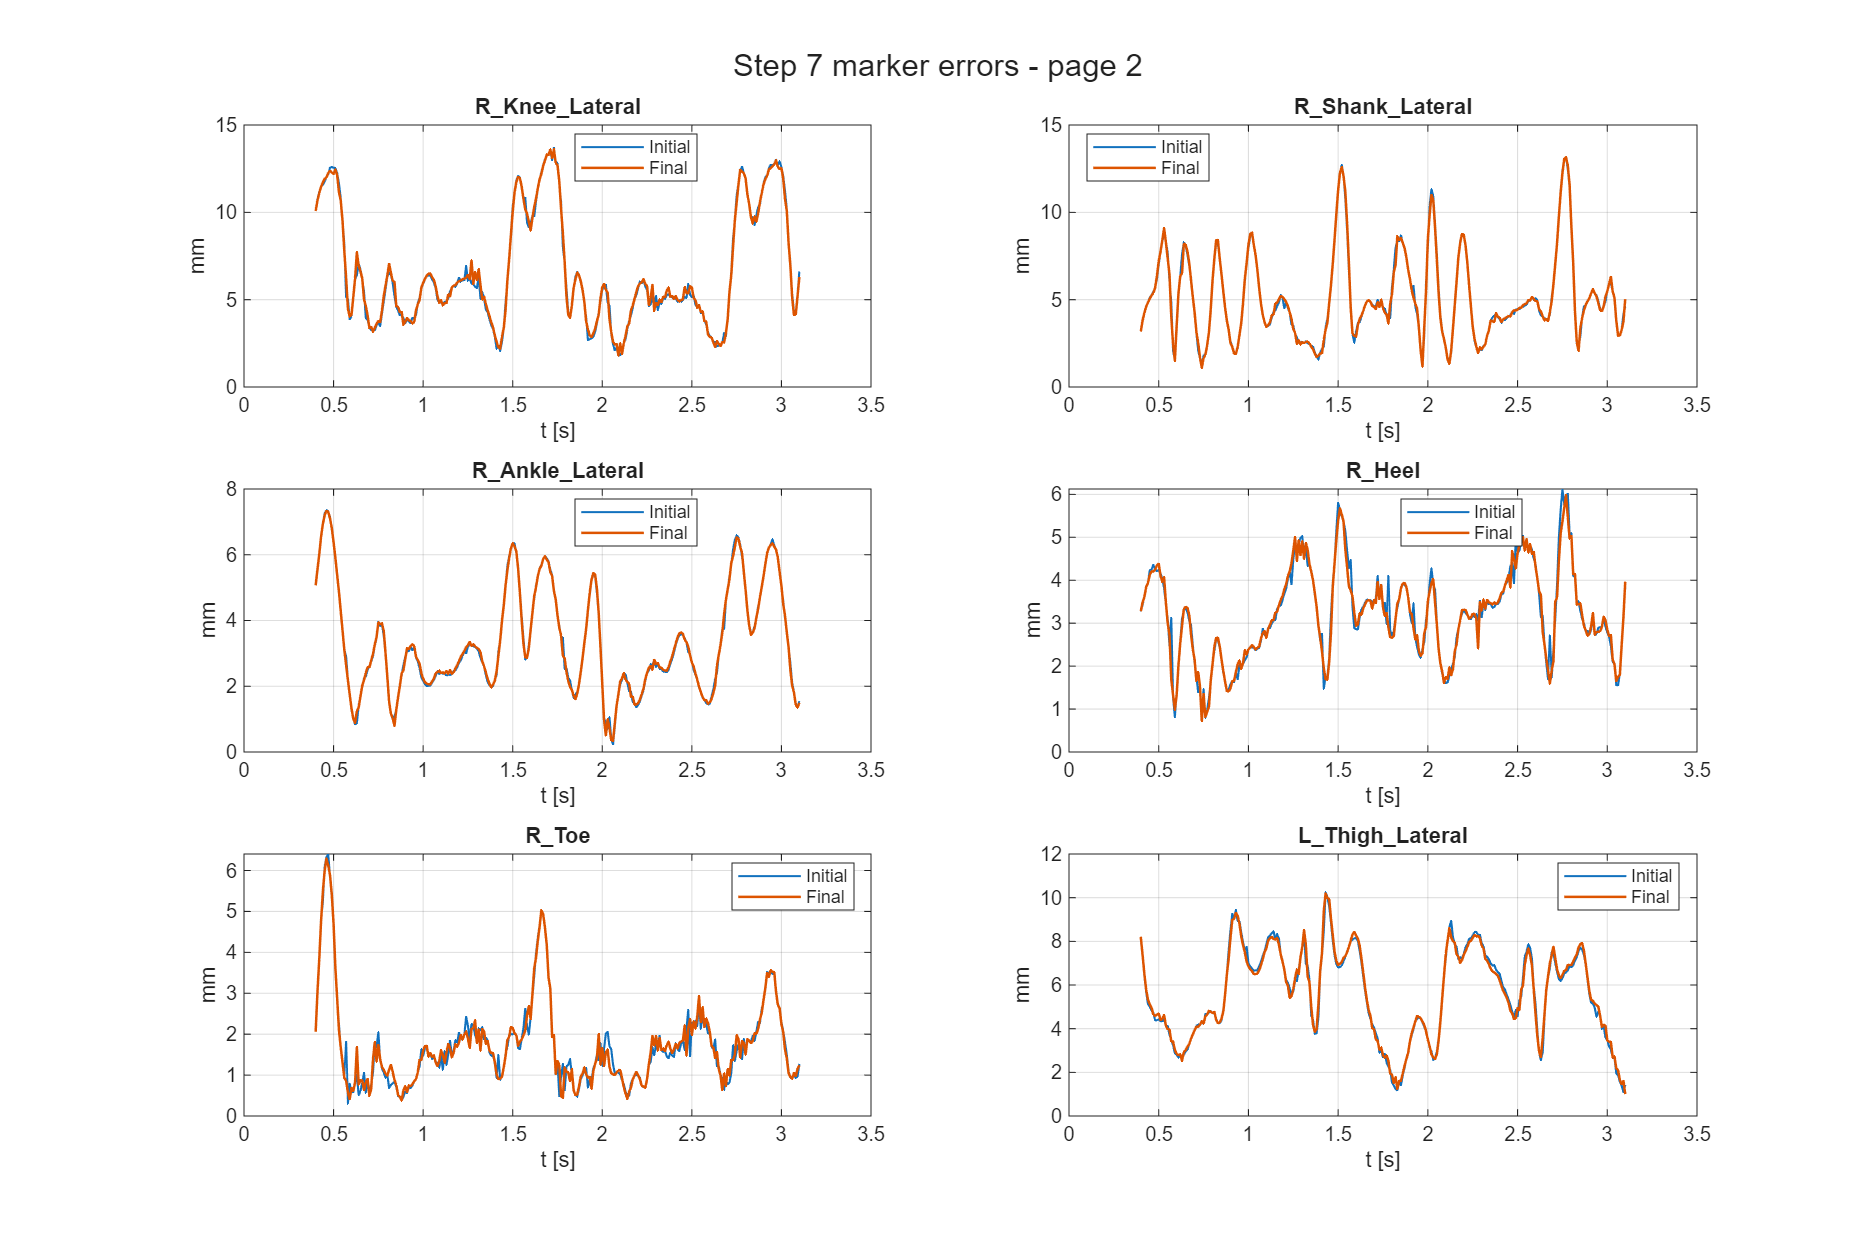 Step 7 marker errors - page 2
R_Knee_Lateral
15
10
5
0
mm
0 0.5 1 1.5 2 2.5 3 3.5
t [s]
Initial
Final
R_Shank_Lateral
15
10
5
0
mm
0 0.5 1 1.5 2 2.5 3 3.5
t [s]
Initial
Final
R_Ankle_Lateral
8
6
4
2
0
mm
0 0.5 1 1.5 2 2.5 3 3.5
t [s]
Initial
Final
R_Heel
6
5
4
3
2
1
0
mm
0 0.5 1 1.5 2 2.5 3 3.5
t [s]
Initial
Final
R_Toe
6
5
4
3
2
1
0
mm
0 0.5 1 1.5 2 2.5 3 3.5
t [s]
Initial
Final
L_Thigh_Lateral
12
10
8
6
4
2
0
mm
0 0.5 1 1.5 2 2.5 3 3.5
t [s]
Initial
Final